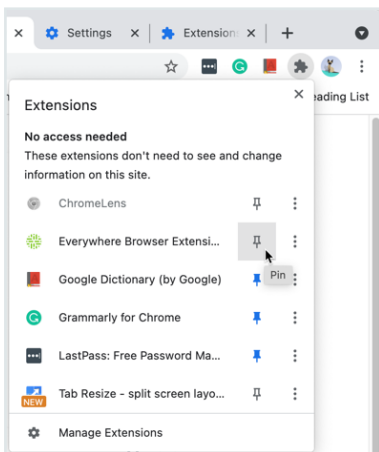 Settings
Extension
eading List
Extensions
No access needed
These extensions don't need to see and change
information on this site.
ChromeLens
Everywhere Browser Extensi...
Pin
Google Dictionary (by Google)
Grammarly for Chrome
LastPass: Free Password Ma...
Tab Resize - split screen layo...
NEW
Manage Extensions